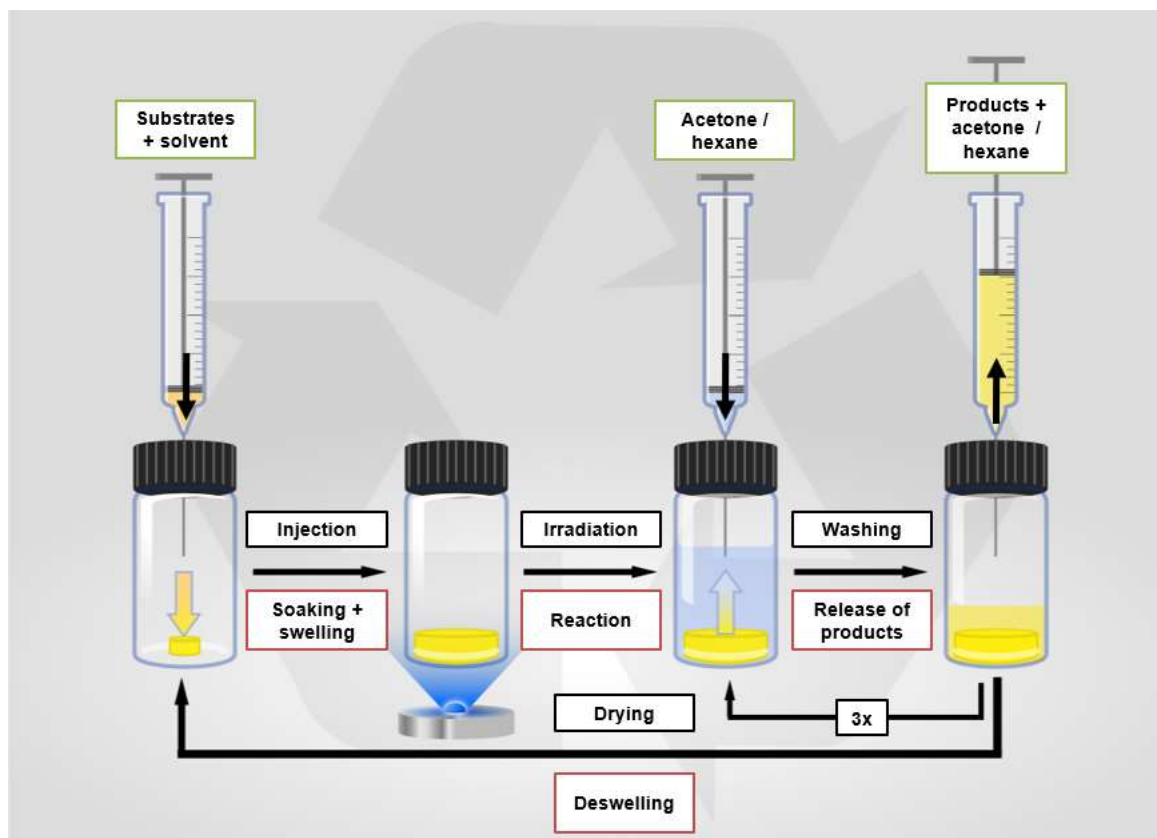 Substrates
+ solvent
Acetone /
hexane
Products +
acetone /
hexane
Injection
Irradiation
Washing
Soaking +
swelling
Reaction
Release of
products
Drying
3x
Deswelling